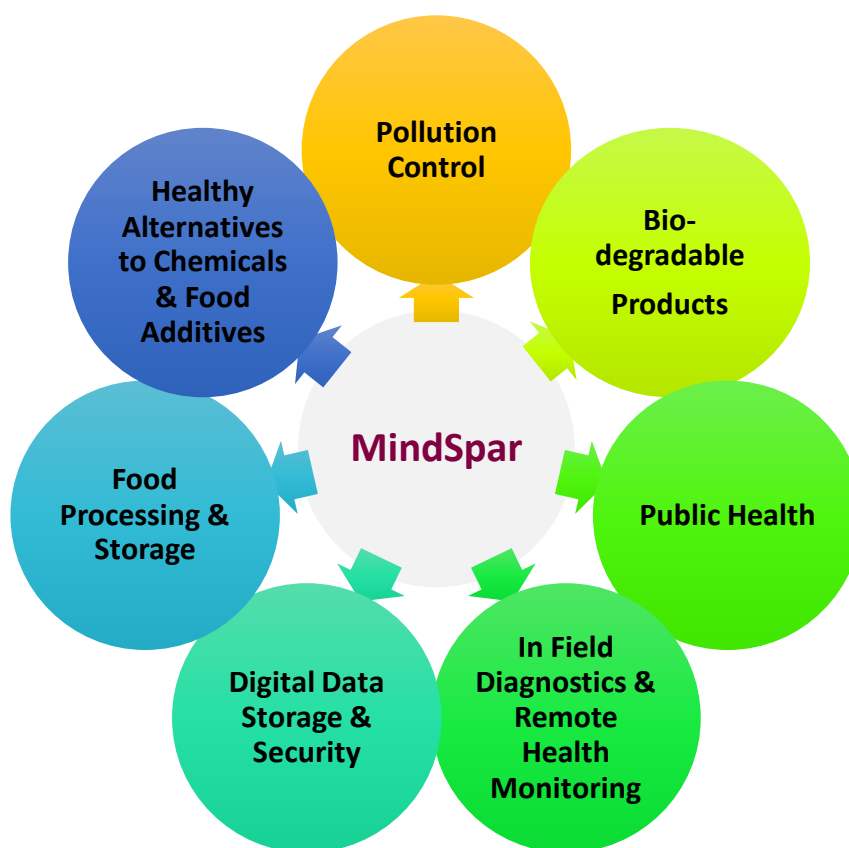 Pollution
Control
Bio-
degradable
Products
Public Health
In Field
Diagnostics &
Remote
Health
Monitoring
Digital Data
Storage &
Security
Food
Processing &
Storage
Healthy
Alternatives
to Chemicals
& Food
Additives
MindSpar